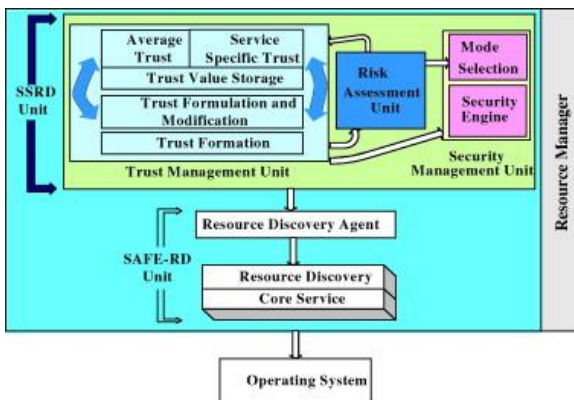 SSRD
Unit
Average
Trust
Service
Specific Trust
Trust Value Storage
Trust Formulation and
Modification
Trust Formation
Trust Management Unit
Risk
Assessment
Unit
Mode
Selection
Security
Engine
Security
Management Unit
Resource Manager
SAFE-RD
Unit
Resource Discovery Agent
Resource Discovery
Core Service
Operating System